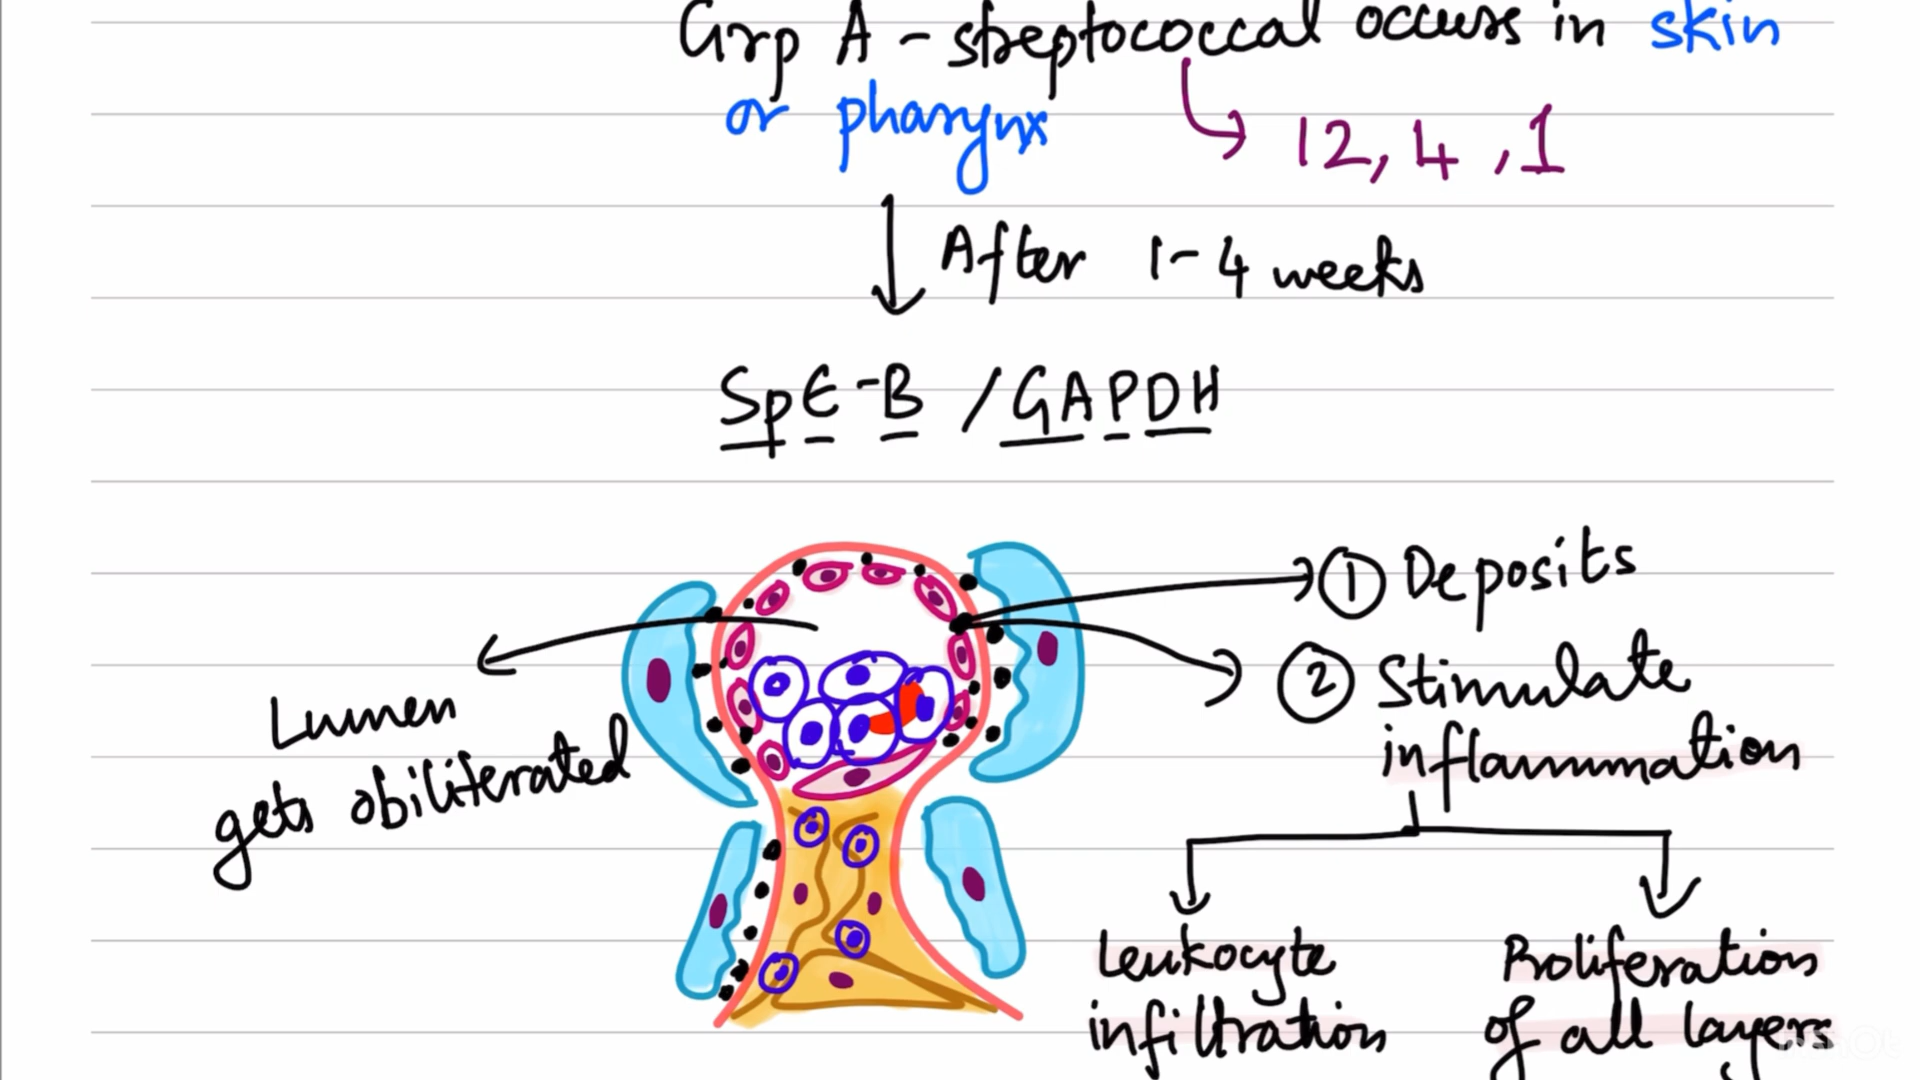 Grp A - streptococcal occurs in skin
or pharynx
→ 12, 4, 1
After 1-4 weeks
SpE-B / GAPDH
① Deposits
② Stimulate
inflammation
Lumen
gets obiliterated
Leukocyte
infiltration
Proliferation
of all layers